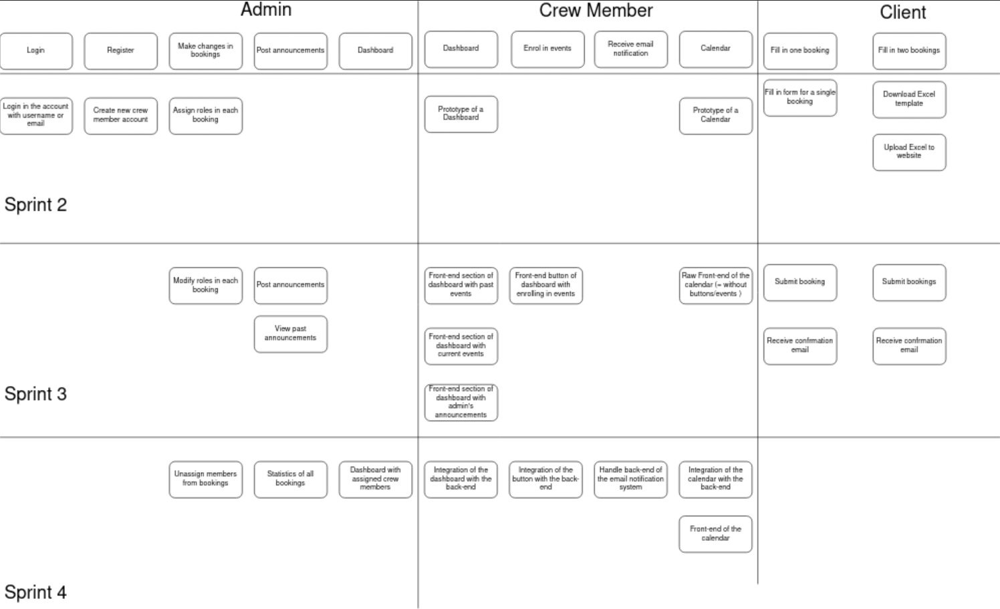 Admin
Crew Member
Client
Login
Register
Make changes in
bookings
Post announcements
Dashboard
Dashboard
Enrol in events
Receive email
notification
Calendar
Fill in one booking
Fill in two bookings
Login in the account
with username or
email
Create new crew
member account
Assign roles in each
booking
Prototype of a
Dashboard
Prototype of a
Calendar
Fill in form for a single
booking
Download Excel
template
Upload Excel to
website
Sprint 2
Modify roles in each
booking
Post announcements
View past
announcements
Front-end section of
dashboard with past
events
Front-end button of
dashboard with
enrolling in events
Raw Front-end of the
calendar (= without
buttons/events )
Submit booking
Submit bookings
Front-end section of
dashboard with
current events
Receive confrmation
email
Receive confrmation
email
Front-end section of
dashboard with
admin's
announcements
Sprint 3
Unassign members
from bookings
Statistics of all
bookings
Dashboard with
assigned crew
members
Integration of the
dashboard with the
back-end
Integration of the
button with the back-
end
Handle back-end of
the email notification
system
Integration of the
calendar with the
back-end
Front-end of the
calendar
Sprint 4